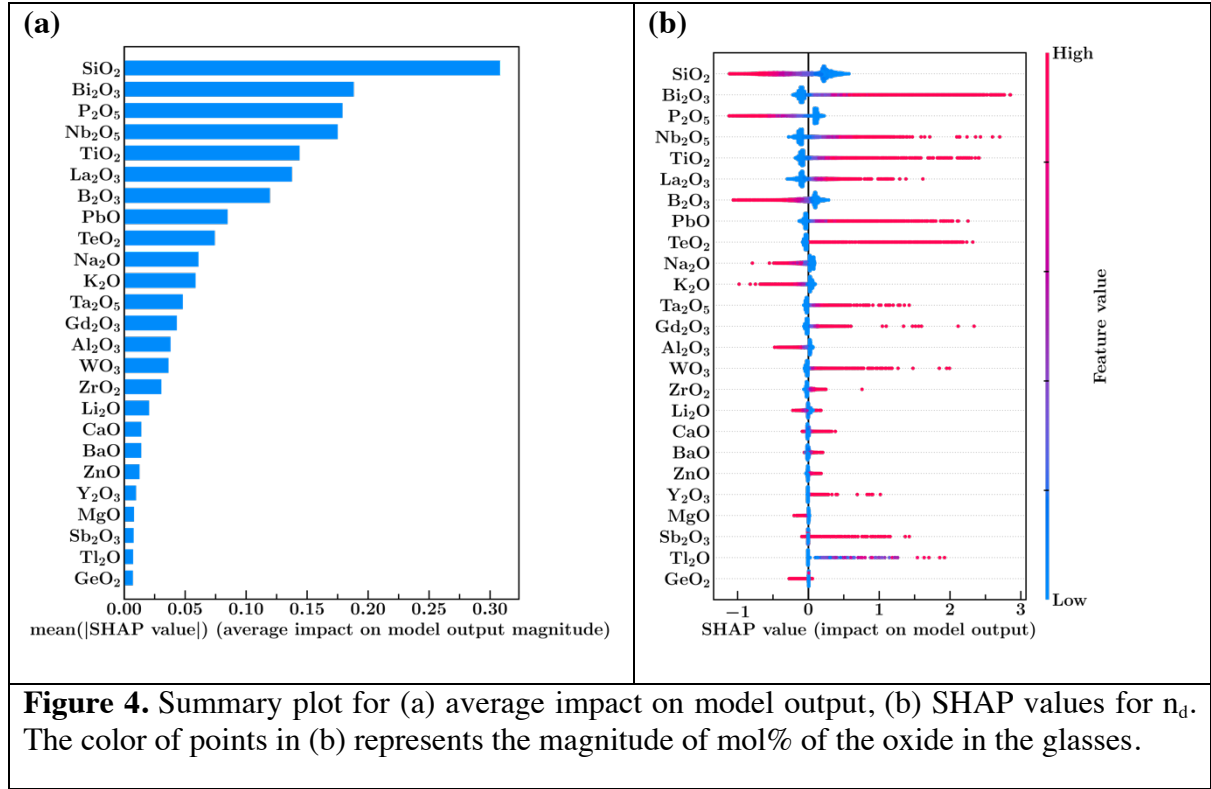 (a)
SiO₂
Bi₂O₃
P₂O₅
Nb₂O₅
TiO₂
La₂O₃
B₂O₃
PbO
TeO₂
Na₂O
K₂O
Ta₂O₅
Gd₂O₃
Al₂O₃
WO₃
ZrO₂
Li₂O
CaO
BaO
ZnO
Y₂O₃
MgO
Sb₂O₃
Tl₂O
GeO₂
0.00 0.05 0.10 0.15 0.20 0.25 0.30
mean(|SHAP value|) (average impact on model output magnitude)
(b)
High
SiO₂
Bi₂O₃
P₂O₅
Nb₂O₅
TiO₂
La₂O₃
B₂O₃
PbO
TeO₂
Na₂O
K₂O
Ta₂O₅
Gd₂O₃
Al₂O₃
WO₃
ZrO₂
Li₂O
CaO
BaO
ZnO
Y₂O₃
MgO
Sb₂O₃
Tl₂O
GeO₂
Feature value
Low
−1 0 1 2 3
SHAP value (impact on model output)
Figure 4. Summary plot for (a) average impact on model output, (b) SHAP values for n_d.
The color of points in (b) represents the magnitude of mol% of the oxide in the glasses.